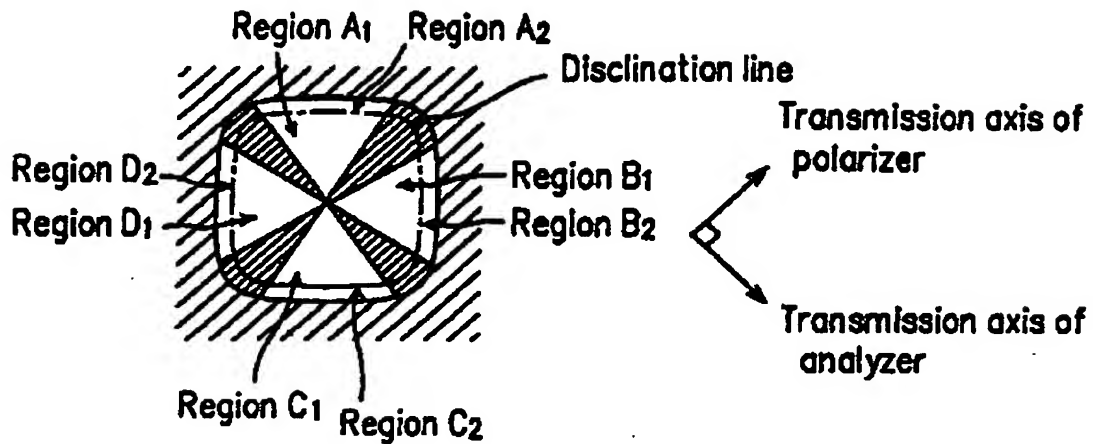 Region A1
Region A2
Disclination line
Transmission axis of
polarizer
Region D2
Region B1
Region D1
Region B2
Transmission axis of
analyzer
Region C1
Region C2